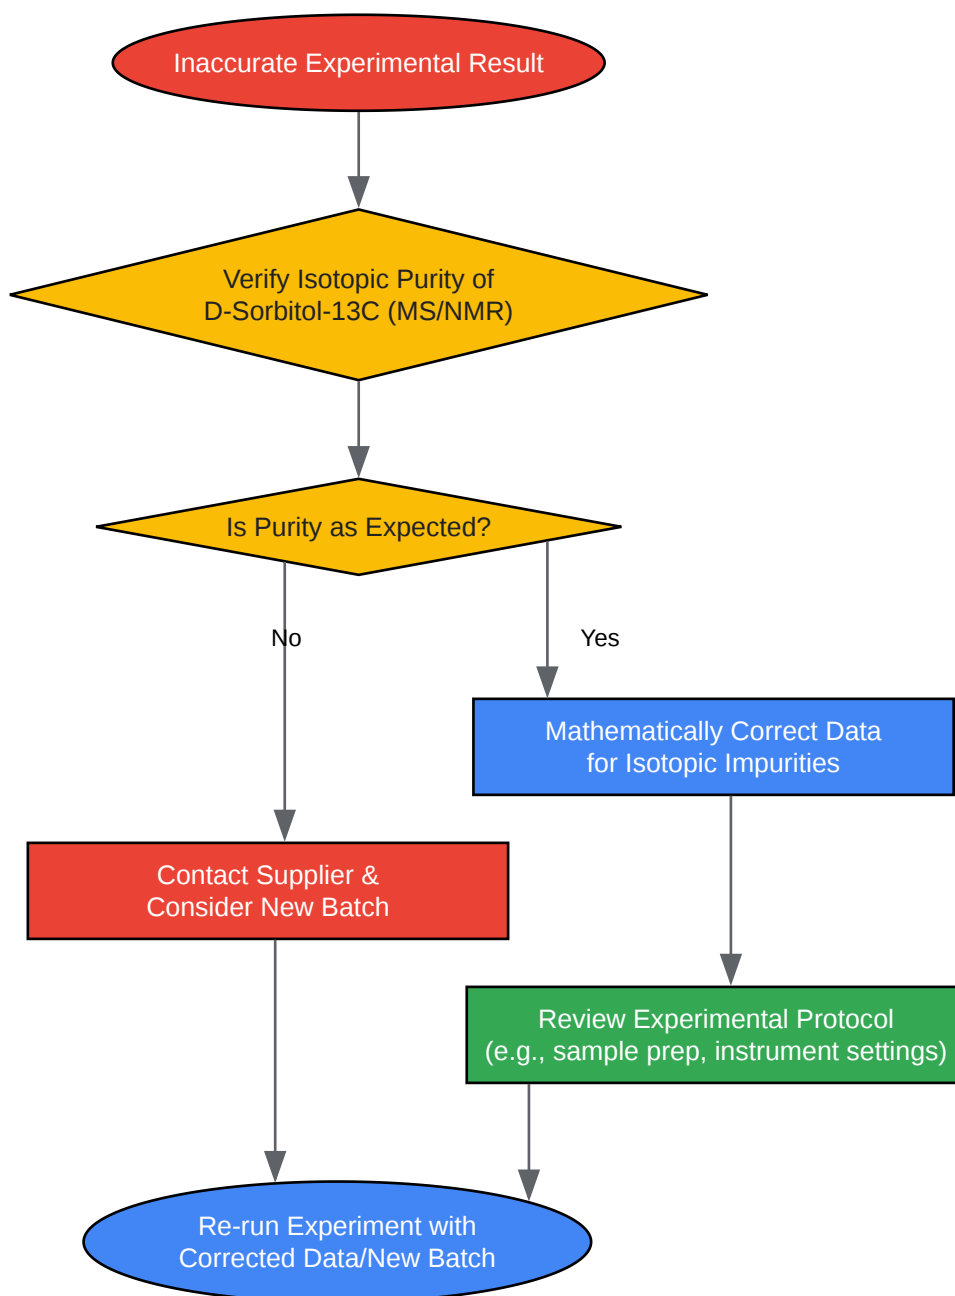 Inaccurate Experimental Result
Verify Isotopic Purity of
D-Sorbitol-13C (MS/NMR)
Is Purity as Expected?
No
Yes
Mathematically Correct Data
for Isotopic Impurities
Contact Supplier &
Consider New Batch
Review Experimental Protocol
(e.g., sample prep, instrument settings)
Re-run Experiment with
Corrected Data/New Batch